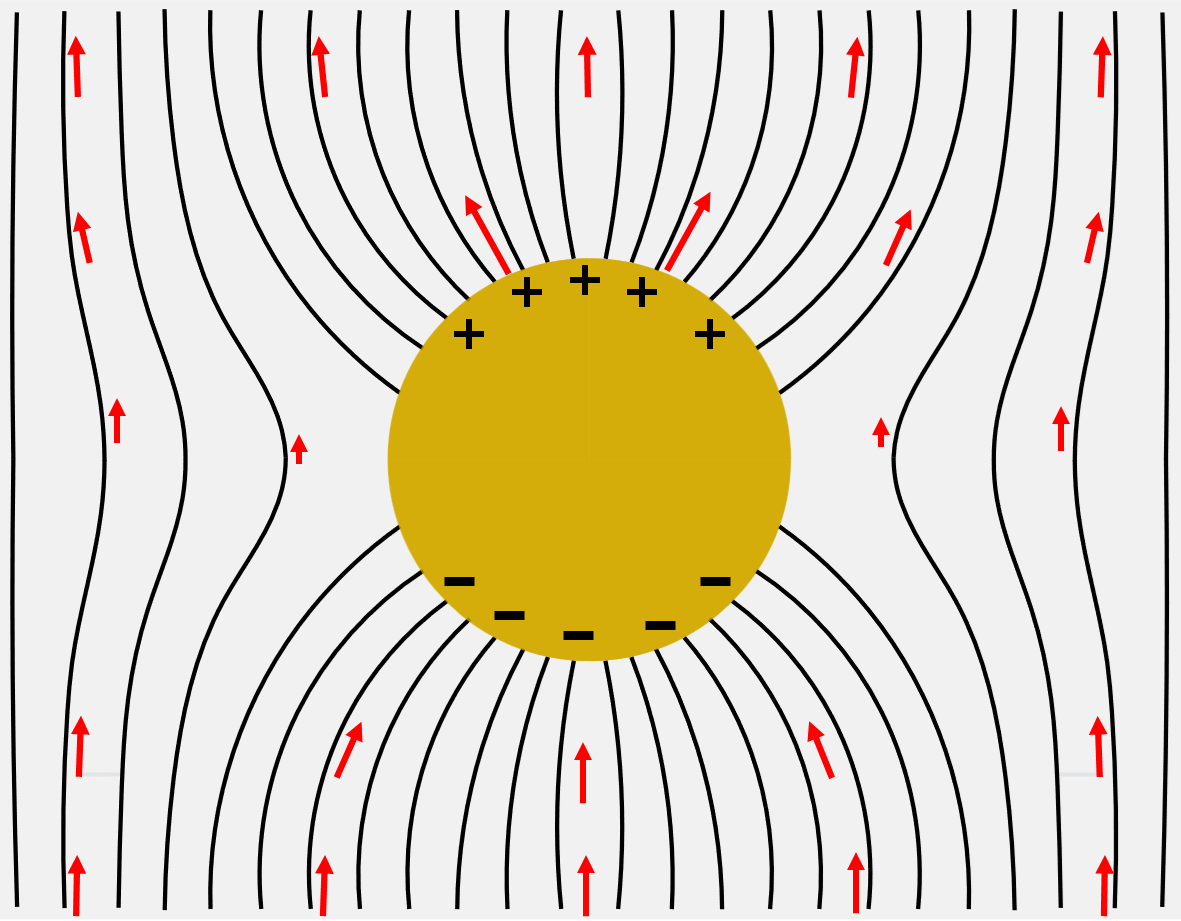 + + + + +
− − − − −